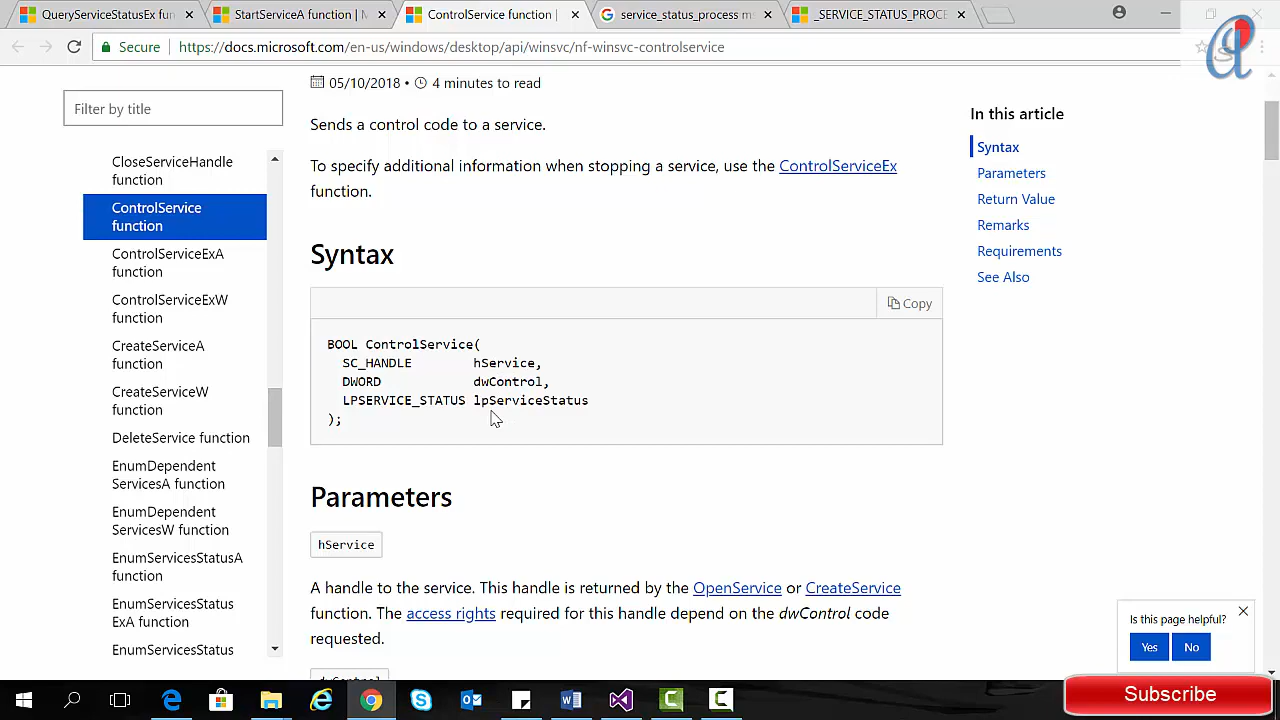 QueryServiceStatusEx fun
StartServiceA function | M
ControlService function |
service_status_process ms
_SERVICE_STATUS_PROCE
Secure
https://docs.microsoft.com/en-us/windows/desktop/api/winsvc/nf-winsvc-controlservice
Filter by title
CloseServiceHandle
function
ControlService
function
ControlServiceExA
function
ControlServiceExW
function
CreateServiceA
function
CreateServiceW
function
DeleteService function
EnumDependent
ServicesA function
EnumDependent
ServicesW function
EnumServicesStatusA
function
EnumServicesStatus
ExA function
EnumServicesStatus
05/10/2018 • 4 minutes to read
Sends a control code to a service.
To specify additional information when stopping a service, use the ControlServiceEx
function.
Syntax
Copy
BOOL ControlService(
SC_HANDLE hService,
DWORD dwControl,
LPSERVICE_STATUS lpServiceStatus
);
Parameters
hService
A handle to the service. This handle is returned by the OpenService or CreateService
function. The access rights required for this handle depend on the dwControl code
requested.
In this article
Syntax
Parameters
Return Value
Remarks
Requirements
See Also
Is this page helpful?
Yes
No
Subscribe